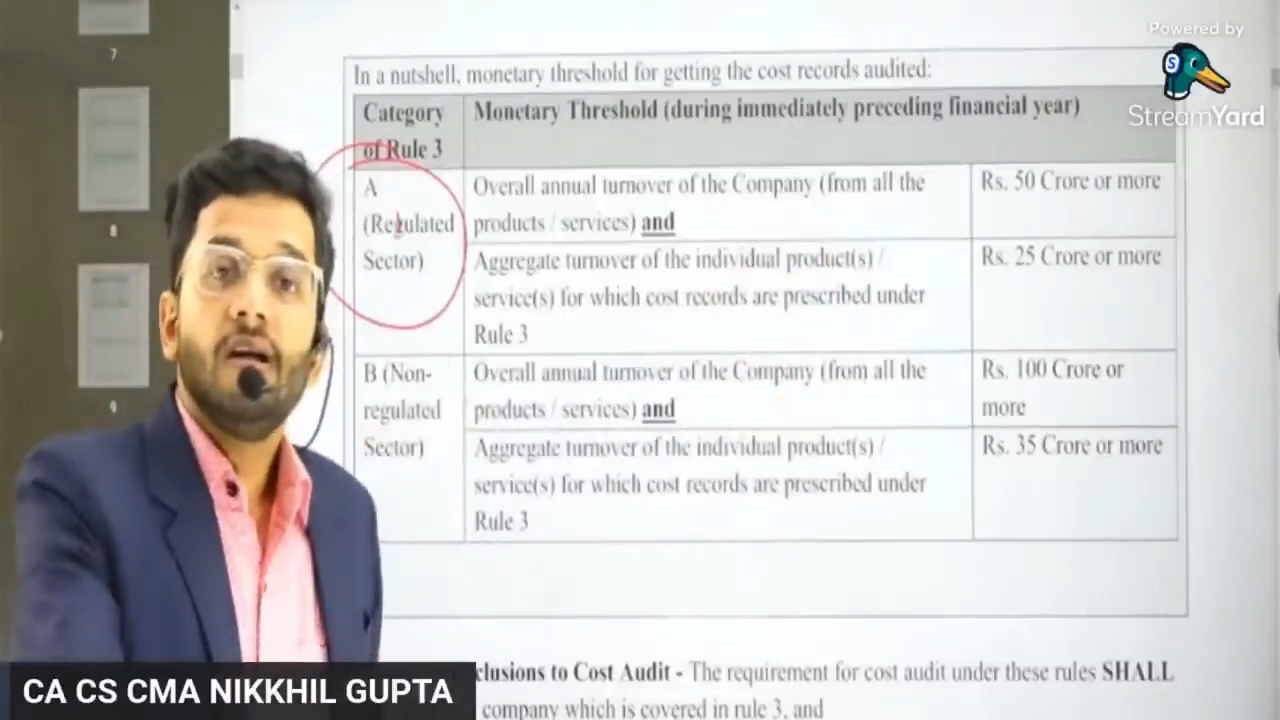 Powered by
StreamYard
7
8
9
In a nutshell, monetary threshold for getting the cost records audited:
Category Monetary Threshold (during immediately preceding financial year)
of Rule 3
A Overall annual turnover of the Company (from all the Rs. 50 Crore or more
(Regulated products / services) and
Sector) Aggregate turnover of the individual product(s) / Rs. 25 Crore or more
service(s) for which cost records are prescribed under
Rule 3
B (Non- Overall annual turnover of the Company (from all the Rs. 100 Crore or
regulated products / services) and more
Sector) Aggregate turnover of the individual product(s) / Rs. 35 Crore or more
service(s) for which cost records are prescribed under
Rule 3
clusions to Cost Audit - The requirement for cost audit under these rules SHALL
company which is covered in rule 3, and
CA CS CMA NIKKHIL GUPTA